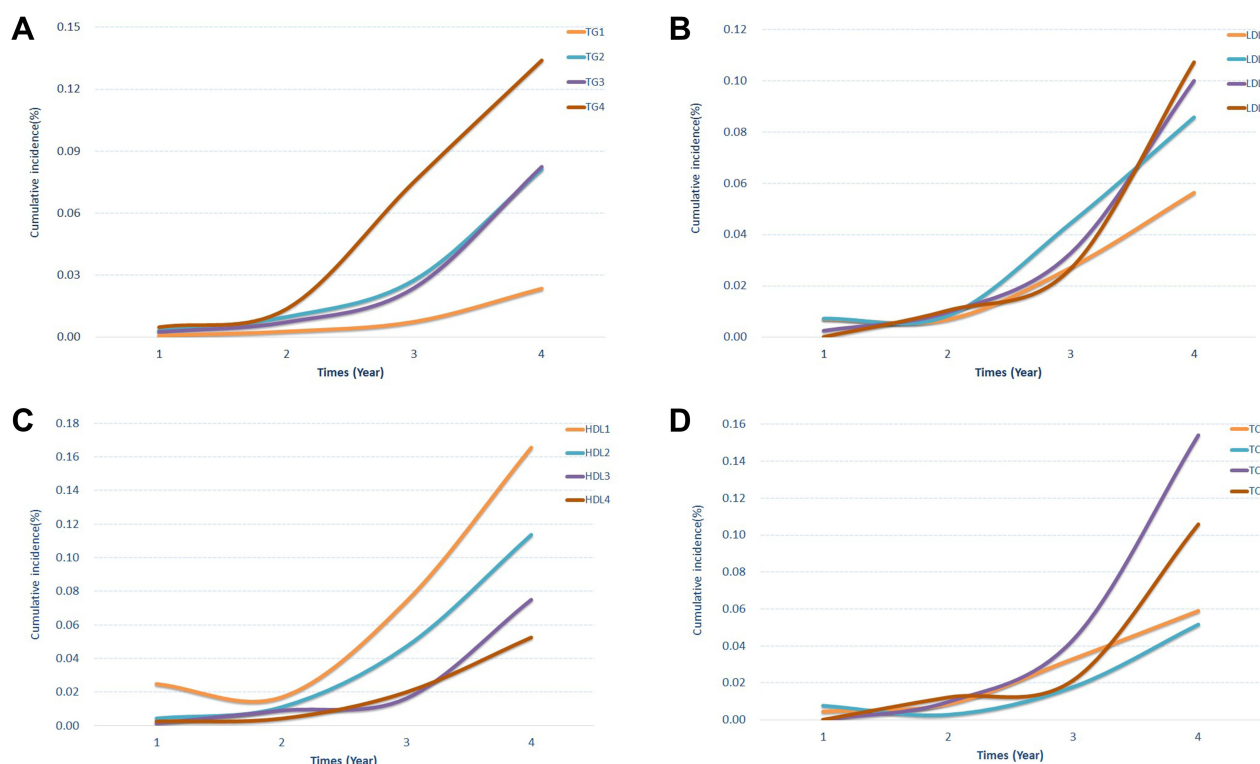 A
Cumulative incidence(%)
0.15
0.12
0.09
0.06
0.03
0.00
1 2 3 4
Times (Year)
TG1
TG2
TG3
TG4
B
Cumulative incidence(%)
0.12
0.10
0.08
0.06
0.04
0.02
0.00
1 2 3 4
Times (Year)
C
Cumulative incidence(%)
0.18
0.16
0.14
0.12
0.10
0.08
0.06
0.04
0.02
0.00
1 2 3 4
Times (Year)
HDL1
HDL2
HDL3
HDL4
D
Cumulative incidence(%)
0.16
0.14
0.12
0.10
0.08
0.06
0.04
0.02
0.00
1 2 3 4
Times (Year)